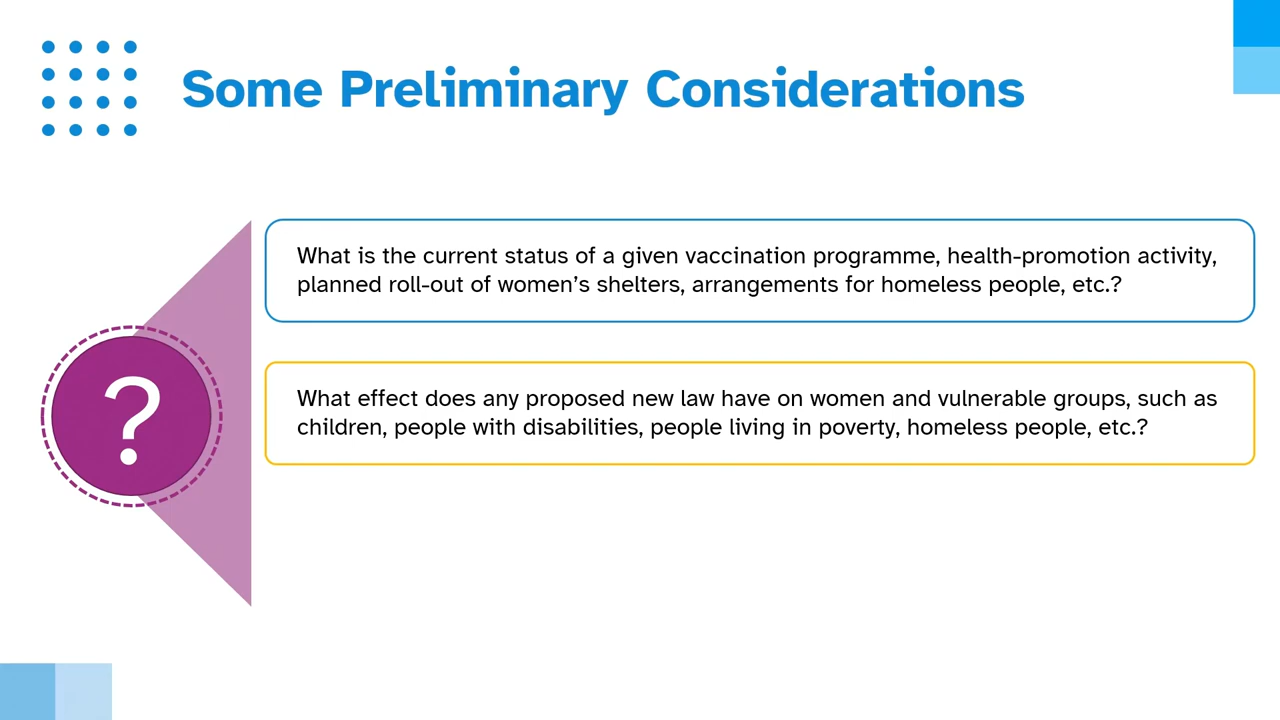 Some Preliminary Considerations
What is the current status of a given vaccination programme, health-promotion activity,
planned roll-out of women’s shelters, arrangements for homeless people, etc.?
?
What effect does any proposed new law have on women and vulnerable groups, such as
children, people with disabilities, people living in poverty, homeless people, etc.?